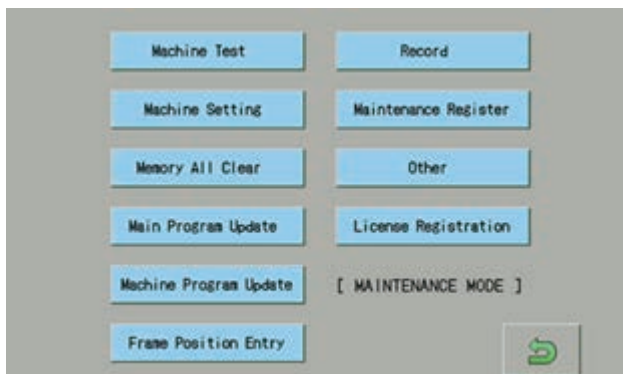 Machine Test
Record
Machine Setting
Maintenance Register
Memory All Clear
Other
Main Program Update
License Registration
Machine Program Update
[ MAINTENANCE MODE ]
Frame Position Entry